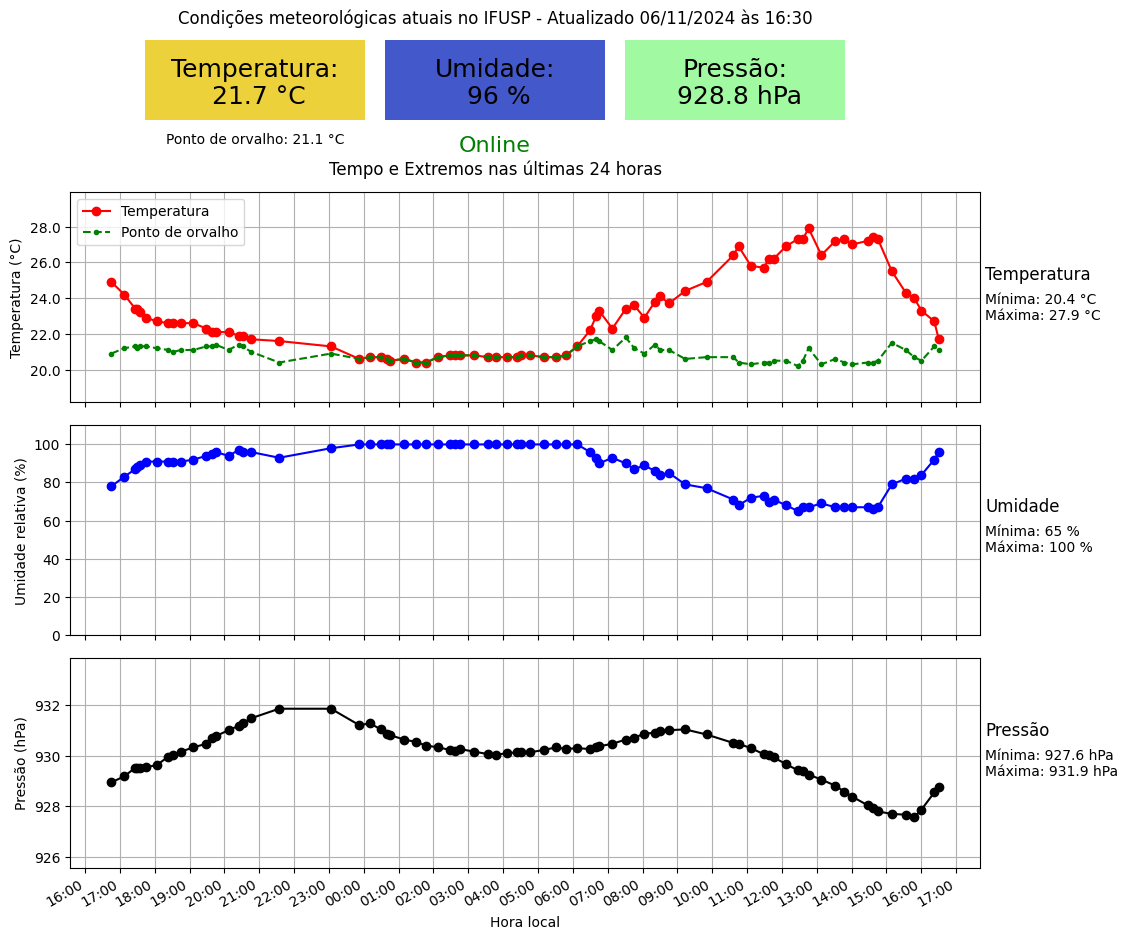 Condições meteorológicas atuais no IFUSP - Atualizado 06/11/2024 às 16:30
Temperatura:
21.7 °C
Umidade:
96 %
Pressão:
928.8 hPa
Ponto de orvalho: 21.1 °C
Online
Tempo e Extremos nas últimas 24 horas
Temperatura (°C)
28.0
26.0
24.0
22.0
20.0
Temperatura
Ponto de orvalho
Temperatura
Mínima: 20.4 °C
Máxima: 27.9 °C
Umidade relativa (%)
100
80
60
40
20
0
Umidade
Mínima: 65 %
Máxima: 100 %
Pressão (hPa)
932
930
928
926
Pressão
Mínima: 927.6 hPa
Máxima: 931.9 hPa
16:00 17:00 18:00 19:00 20:00 21:00 22:00 23:00 00:00 01:00 02:00 03:00 04:00 05:00 06:00 07:00 08:00 09:00 10:00 11:00 12:00 13:00 14:00 15:00 16:00 17:00
Hora local